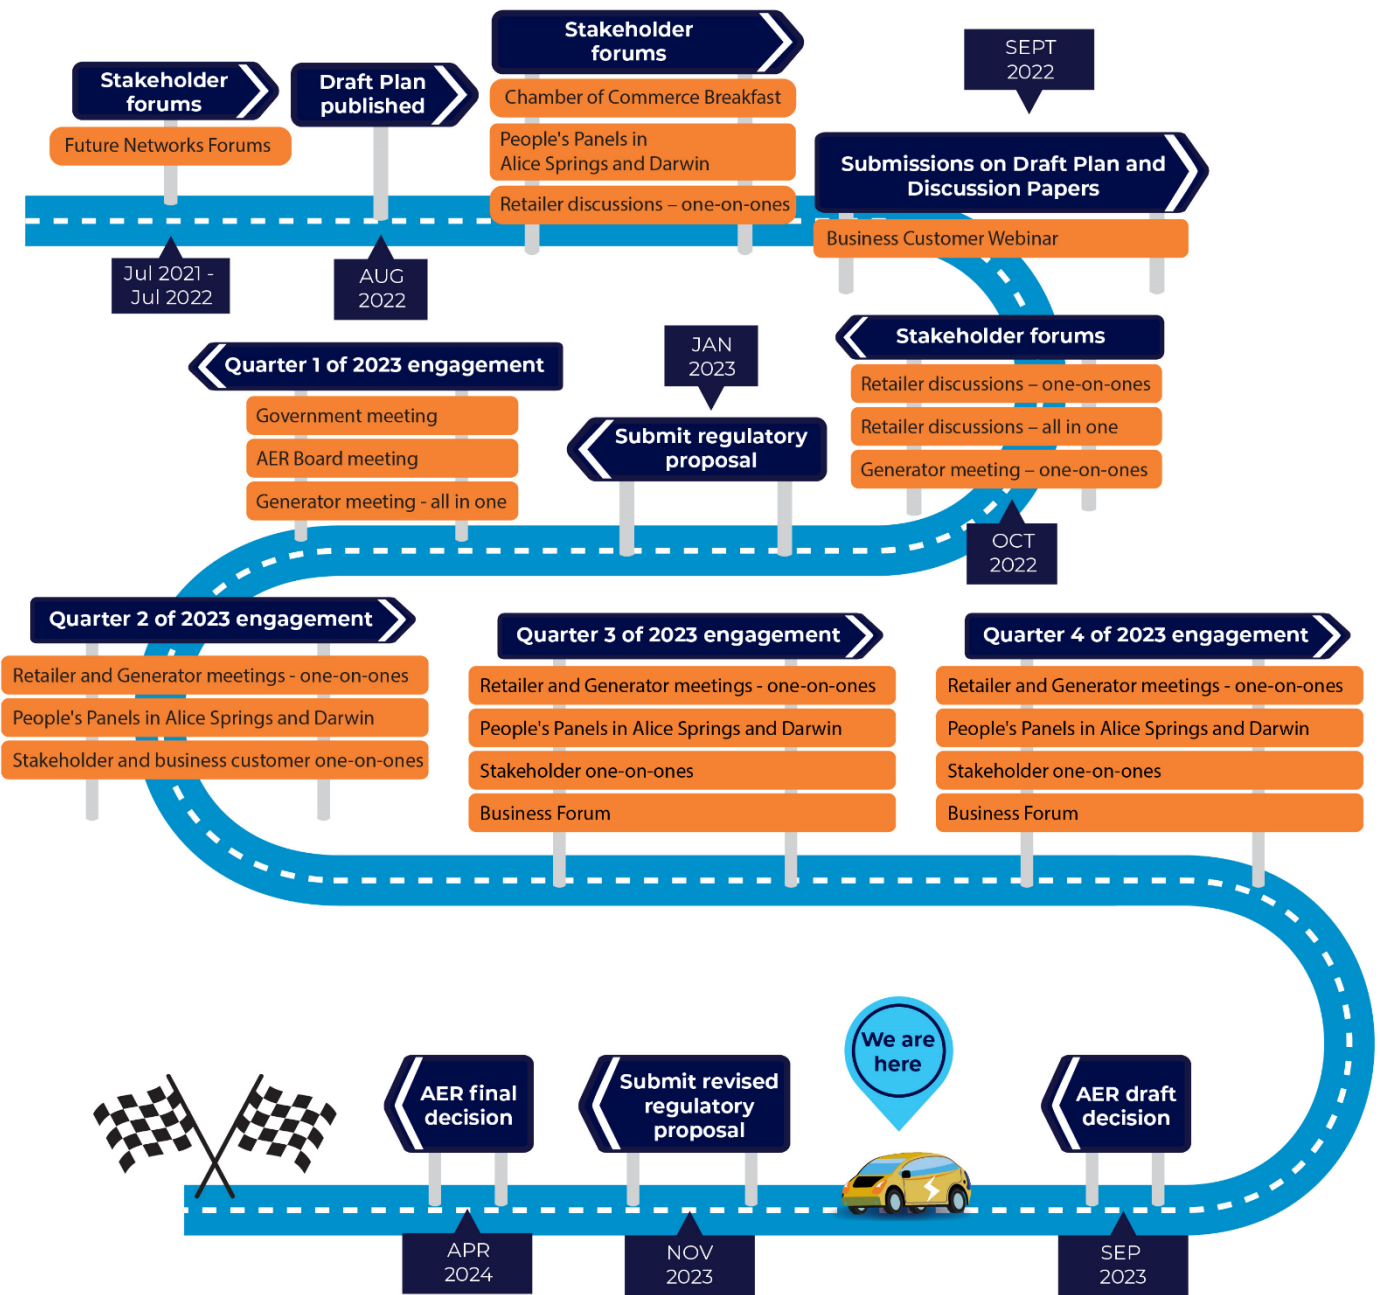 Stakeholder
forums
Future Networks Forums
Jul 2021 -
Jul 2022
Draft Plan
published
AUG
2022
Stakeholder
forums
Chamber of Commerce Breakfast
People's Panels in
Alice Springs and Darwin
Retailer discussions – one-on-ones
SEPT
2022
Submissions on Draft Plan and
Discussion Papers
Business Customer Webinar
Stakeholder forums
Retailer discussions – one-on-ones
Retailer discussions – all in one
Generator meeting – one-on-ones
OCT
2022
JAN
2023
Submit regulatory
proposal
Quarter 1 of 2023 engagement
Government meeting
AER Board meeting
Generator meeting - all in one
Quarter 2 of 2023 engagement
Retailer and Generator meetings - one-on-ones
People's Panels in Alice Springs and Darwin
Stakeholder and business customer one-on-ones
Quarter 3 of 2023 engagement
Retailer and Generator meetings - one-on-ones
People's Panels in Alice Springs and Darwin
Stakeholder one-on-ones
Business Forum
Quarter 4 of 2023 engagement
Retailer and Generator meetings - one-on-ones
People's Panels in Alice Springs and Darwin
Stakeholder one-on-ones
Business Forum
AER draft
decision
SEP
2023
We are
here
Submit revised
regulatory
proposal
NOV
2023
AER final
decision
APR
2024